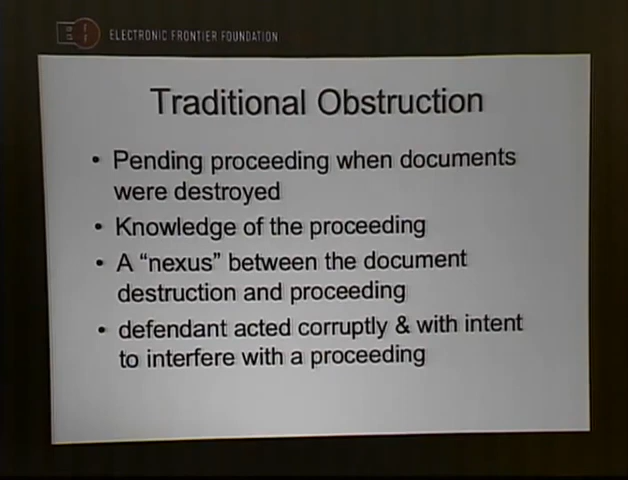 ELECTRONIC FRONTIER FOUNDATION
Traditional Obstruction
• Pending proceeding when documents
were destroyed
• Knowledge of the proceeding
• A “nexus” between the document
destruction and proceeding
• defendant acted corruptly & with intent
to interfere with a proceeding